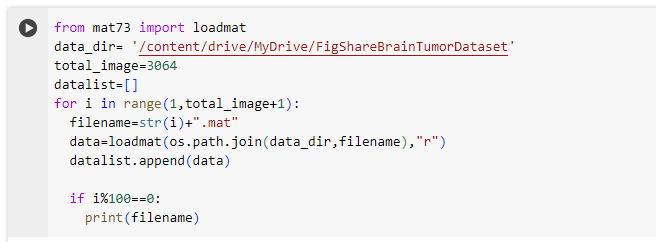 from mat73 import loadmat
data_dir= '/content/drive/MyDrive/FigShareBrainTumorDataset'
total_image=3064
datalist=[]
for i in range(1,total_image+1):
  filename=str(i)+".mat"
  data=loadmat(os.path.join(data_dir,filename),"r")
  datalist.append(data)

  if i%100==0:
    print(filename)